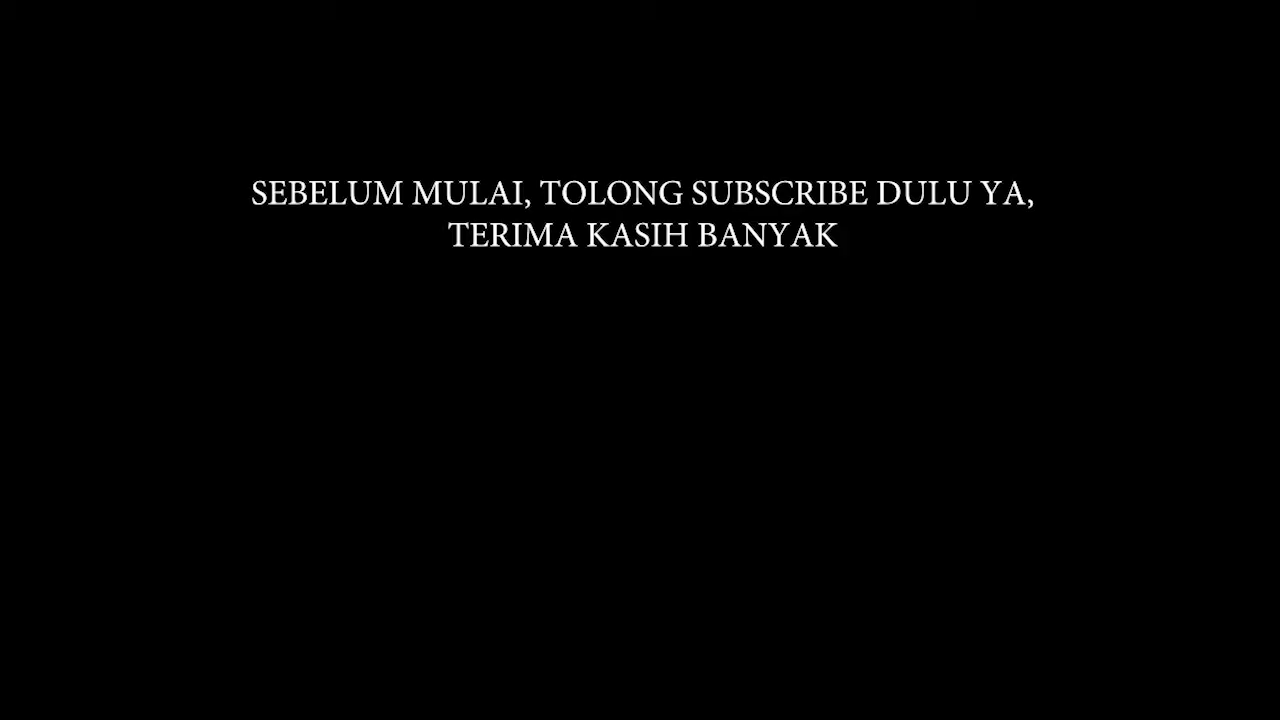 SEBELUM MULAI, TOLONG SUBSCRIBE DULU YA,
TERIMA KASIH BANYAK